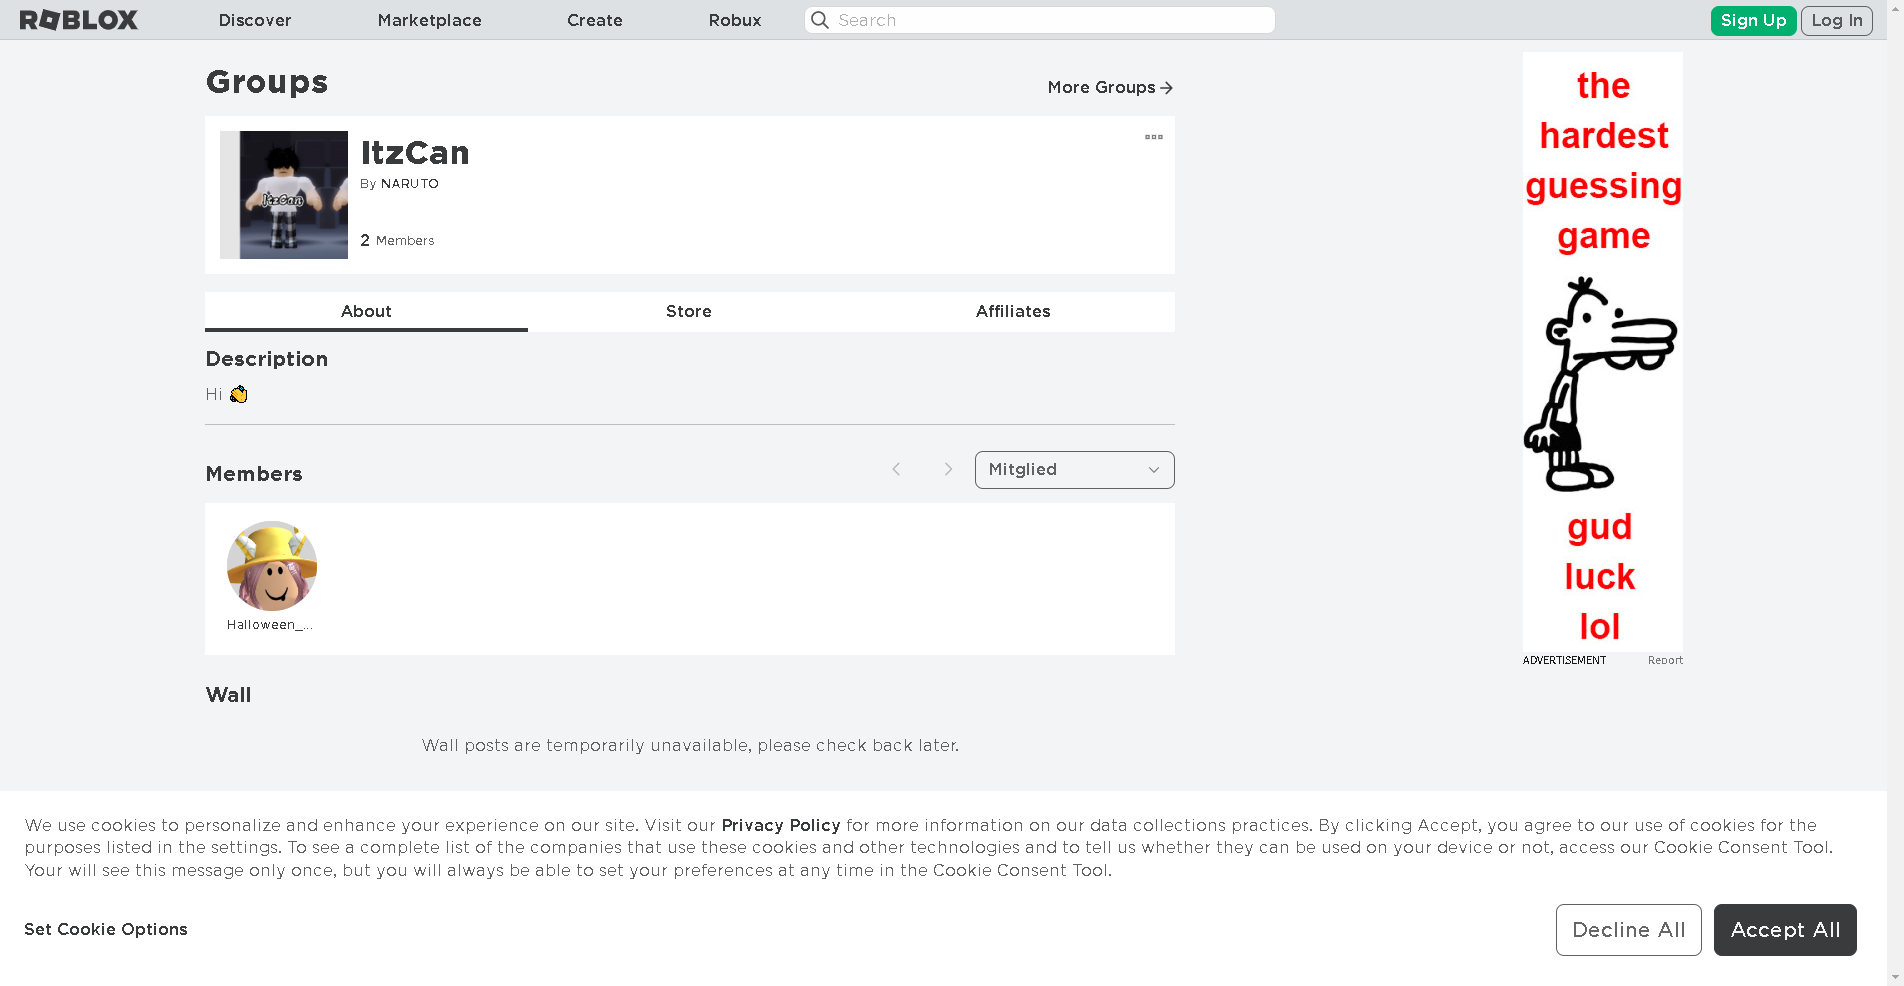 ROBLOX
Discover
Marketplace
Create
Robux
Search
Sign Up
Log In
Groups
More Groups
ItzCan
ItzCan
By NARUTO
2 Members
About
Store
Affiliates
Description
Hi 👋
Members
Mitglied
Halloween_...
Wall
Wall posts are temporarily unavailable, please check back later.
the
hardest
guessing
game
gud
luck
lol
ADVERTISEMENT
Report
We use cookies to personalize and enhance your experience on our site. Visit our Privacy Policy for more information on our data collections practices. By clicking Accept, you agree to our use of cookies for the
purposes listed in the settings. To see a complete list of the companies that use these cookies and other technologies and to tell us whether they can be used on your device or not, access our Cookie Consent Tool.
Your will see this message only once, but you will always be able to set your preferences at any time in the Cookie Consent Tool.
Set Cookie Options
Decline All
Accept All